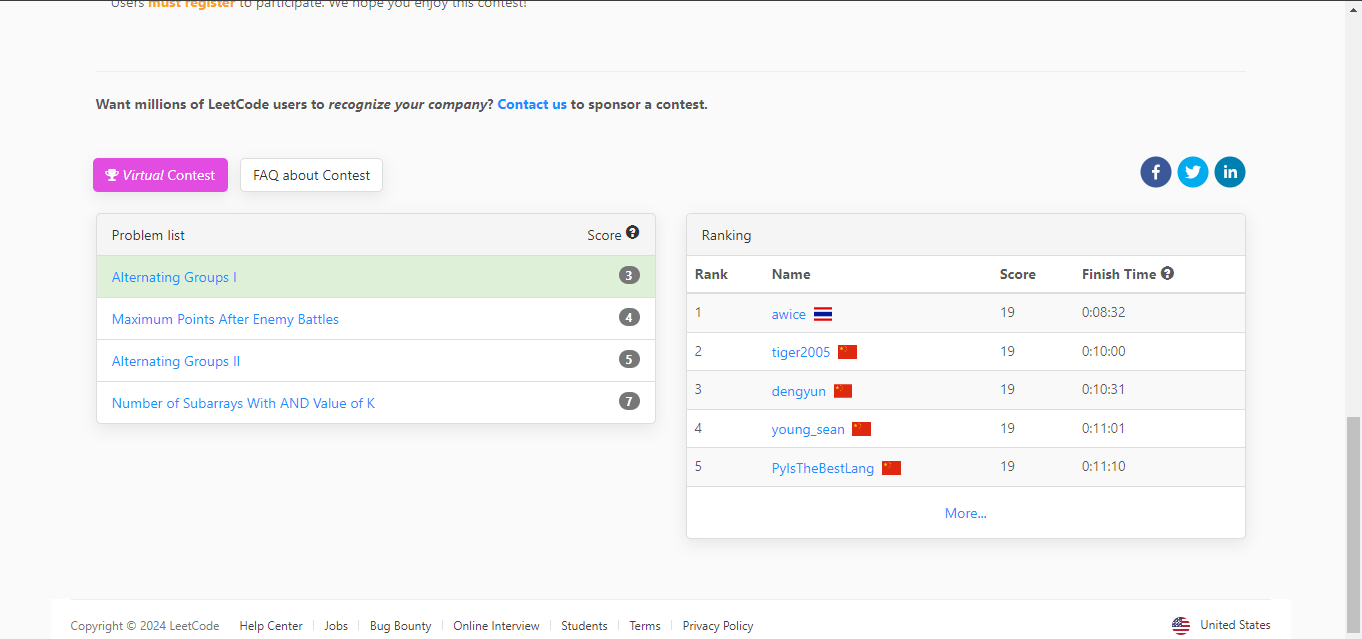 Users must register to participate. We hope you enjoy this contest!
Want millions of LeetCode users to recognize your company? Contact us to sponsor a contest.
Virtual Contest
FAQ about Contest
Problem list Score
Alternating Groups I 3
Maximum Points After Enemy Battles 4
Alternating Groups II 5
Number of Subarrays With AND Value of K 7
Ranking
Rank Name Score Finish Time
1 awice 19 0:08:32
2 tiger2005 19 0:10:00
3 dengyun 19 0:10:31
4 young_sean 19 0:11:01
5 PyIsTheBestLang 19 0:11:10
More...
Copyright © 2024 LeetCode Help Center Jobs Bug Bounty Online Interview Students Terms Privacy Policy United States